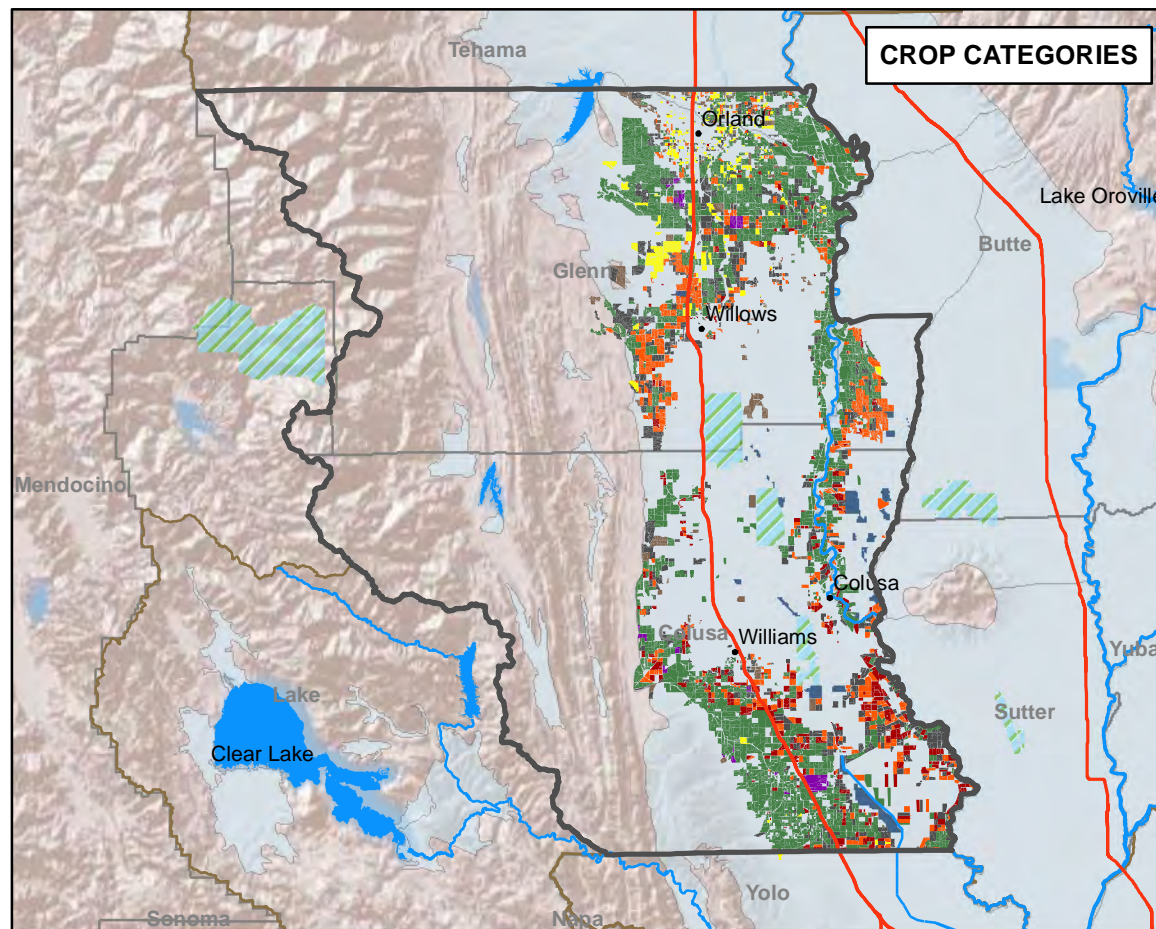 CROP CATEGORIES
Tehama
Orland
Lake Oroville
Butte
Glenn
Willows
Mendocino
Colusa
Colusa
Williams
Yuba
Lake
Sutter
Clear Lake
Yolo
Sonoma
Napa